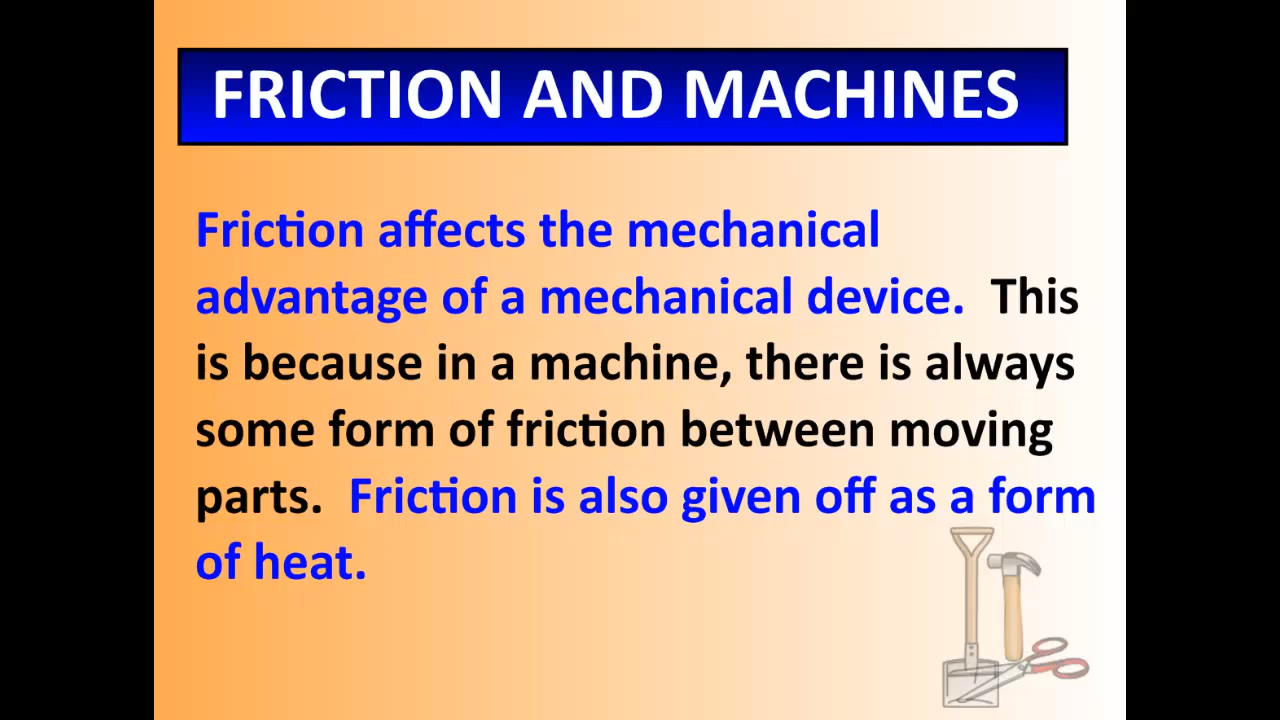 FRICTION AND MACHINES
Friction affects the mechanical
advantage of a mechanical device.  This
is because in a machine, there is always
some form of friction between moving
parts.  Friction is also given off as a form
of heat.